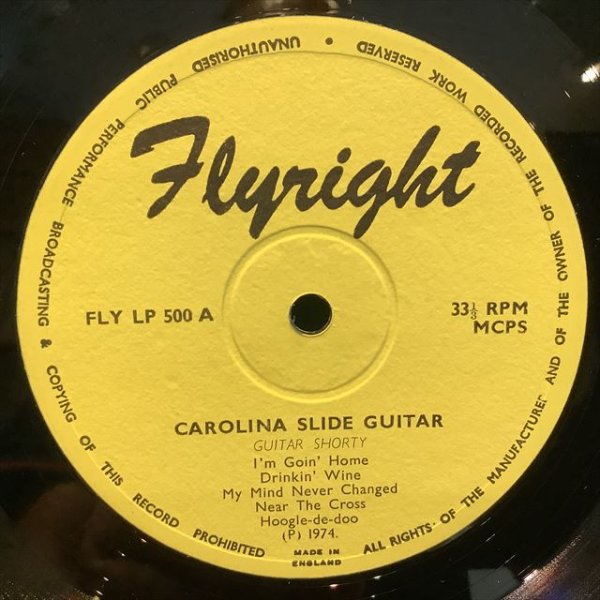 Flyright
FLY LP 500 A
33⅓ RPM
MCPS
CAROLINA SLIDE GUITAR
GUITAR SHORTY
I'm Goin' Home
Drinkin' Wine
My Mind Never Changed
Near The Cross
Hoogle-de-doo
(P) 1974.
MADE IN
ENGLAND
ALL RIGHTS OF THE MANUFACTURER AND OF THE OWNER OF THE RECORDED WORK RESERVED • UNAUTHORISED PUBLIC PERFORMANCE BROADCASTING & COPYING OF THIS RECORD PROHIBITED